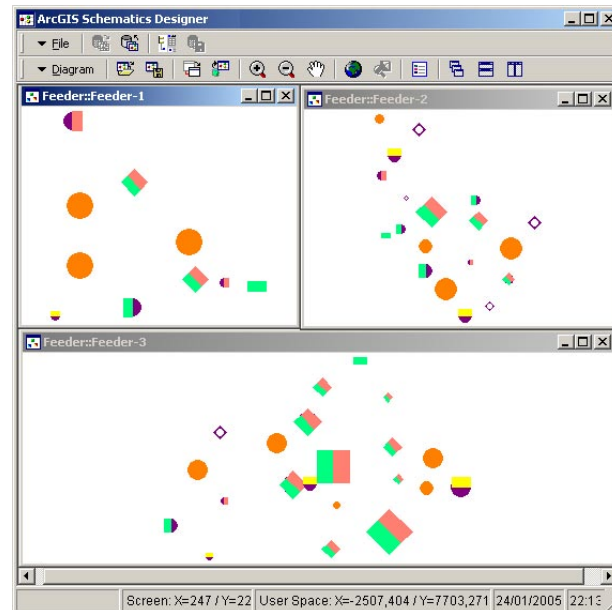 ArcGIS Schematics Designer
File
Diagram
Feeder::Feeder-1
Feeder::Feeder-2
Feeder::Feeder-3
Screen: X=247 / Y=22 User Space: X=-2507,404 / Y=7703,271 24/01/2005 22:13